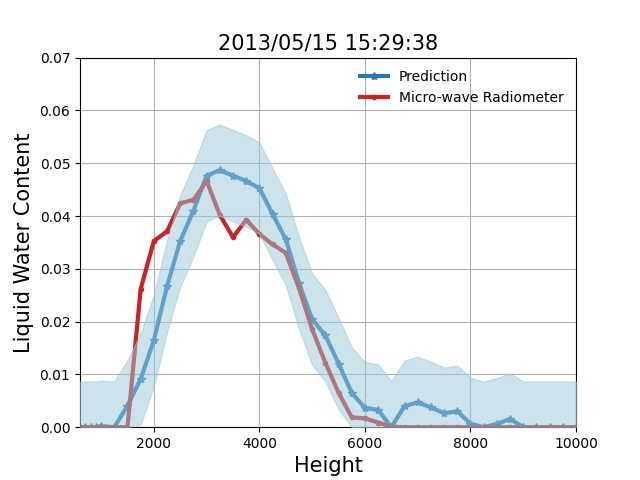 2013/05/15 15:29:38
0.07
0.06
0.05
0.04
0.03
0.02
0.01
0.00
Liquid Water Content
Prediction
Micro-wave Radiometer
2000 4000 6000 8000 10000
Height